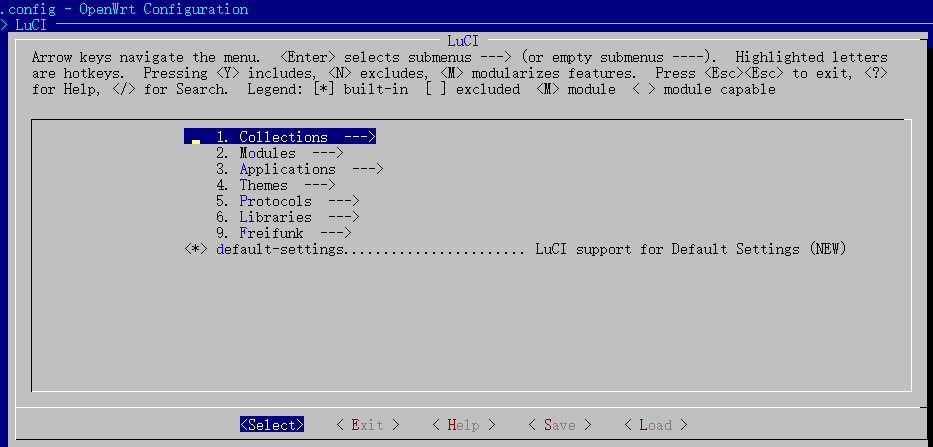 .config - OpenWrt Configuration
> LuCI
LuCI
Arrow keys navigate the menu.  <Enter> selects submenus ---> (or empty submenus ----).  Highlighted letters
are hotkeys.  Pressing <Y> includes, <N> excludes, <M> modularizes features.  Press <Esc><Esc> to exit, <?>
for Help, </> for Search.  Legend: [*] built-in  [ ] excluded  <M> module  < > module capable
1. Collections  --->
2. Modules  --->
3. Applications  --->
4. Themes  --->
5. Protocols  --->
6. Libraries  --->
9. Freifunk  --->
<*> default-settings....................... LuCI support for Default Settings (NEW)
<Select>    < Exit >    < Help >    < Save >    < Load >